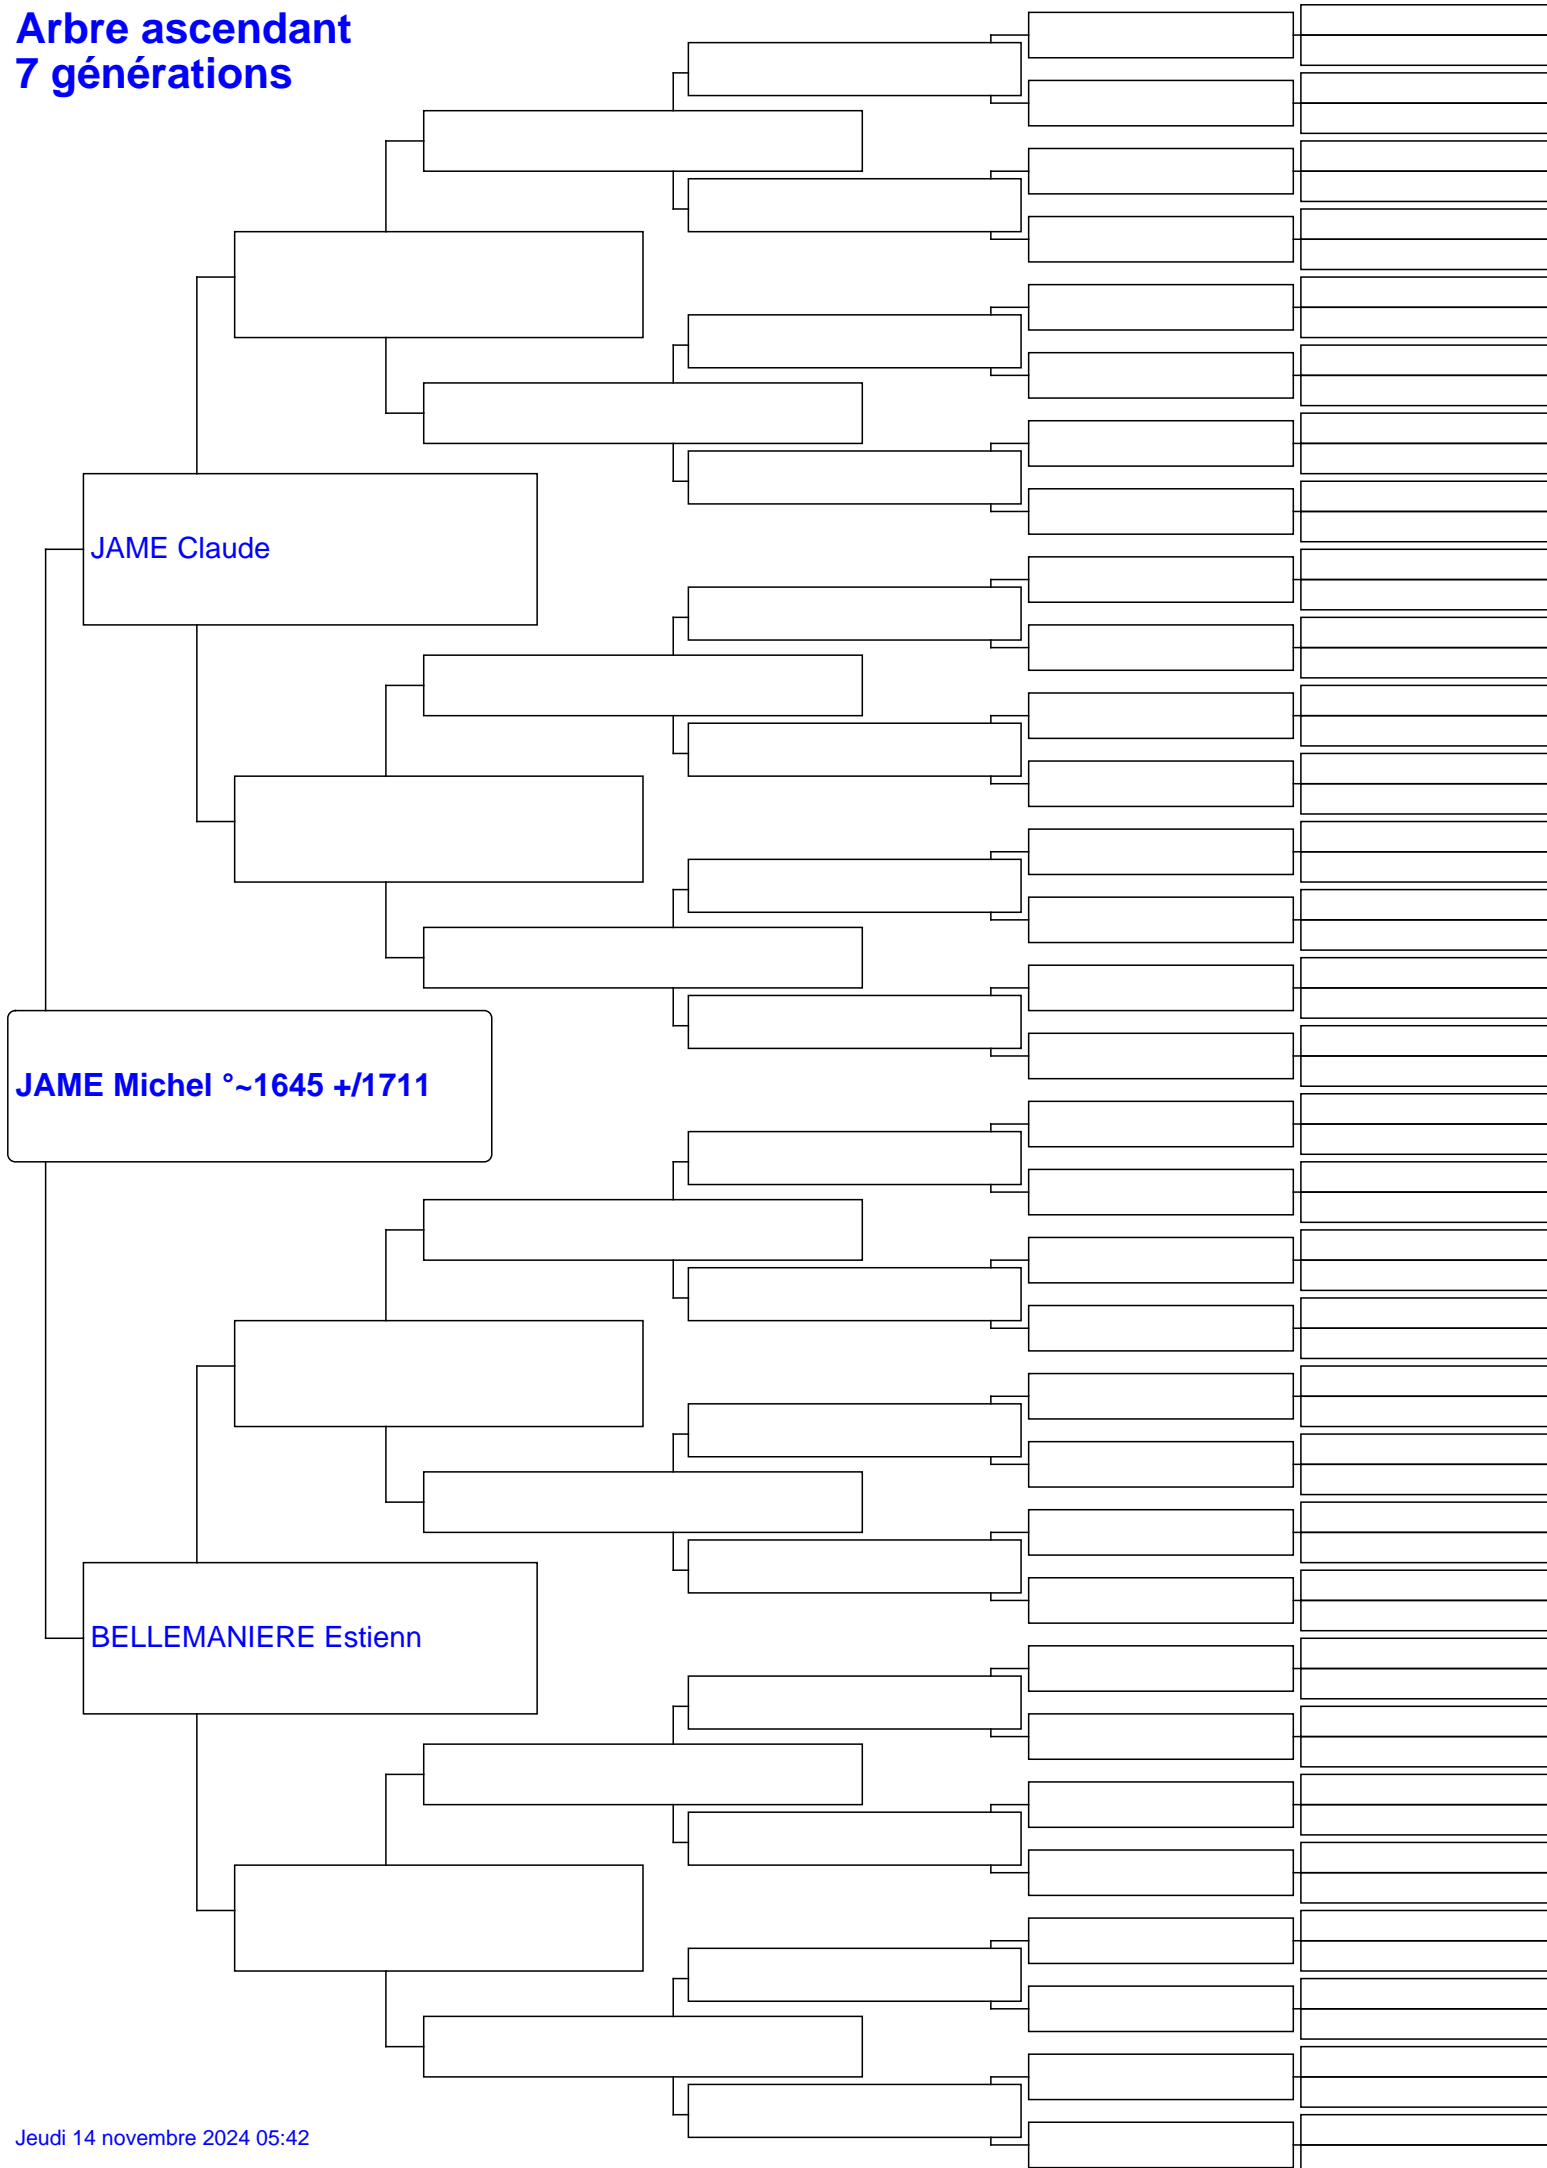 Arbre ascendant
7 générations
JAME Claude
JAME Michel °~1645 +/1711
BELLEMANIERE Estienn
Jeudi 14 novembre 2024 05:42